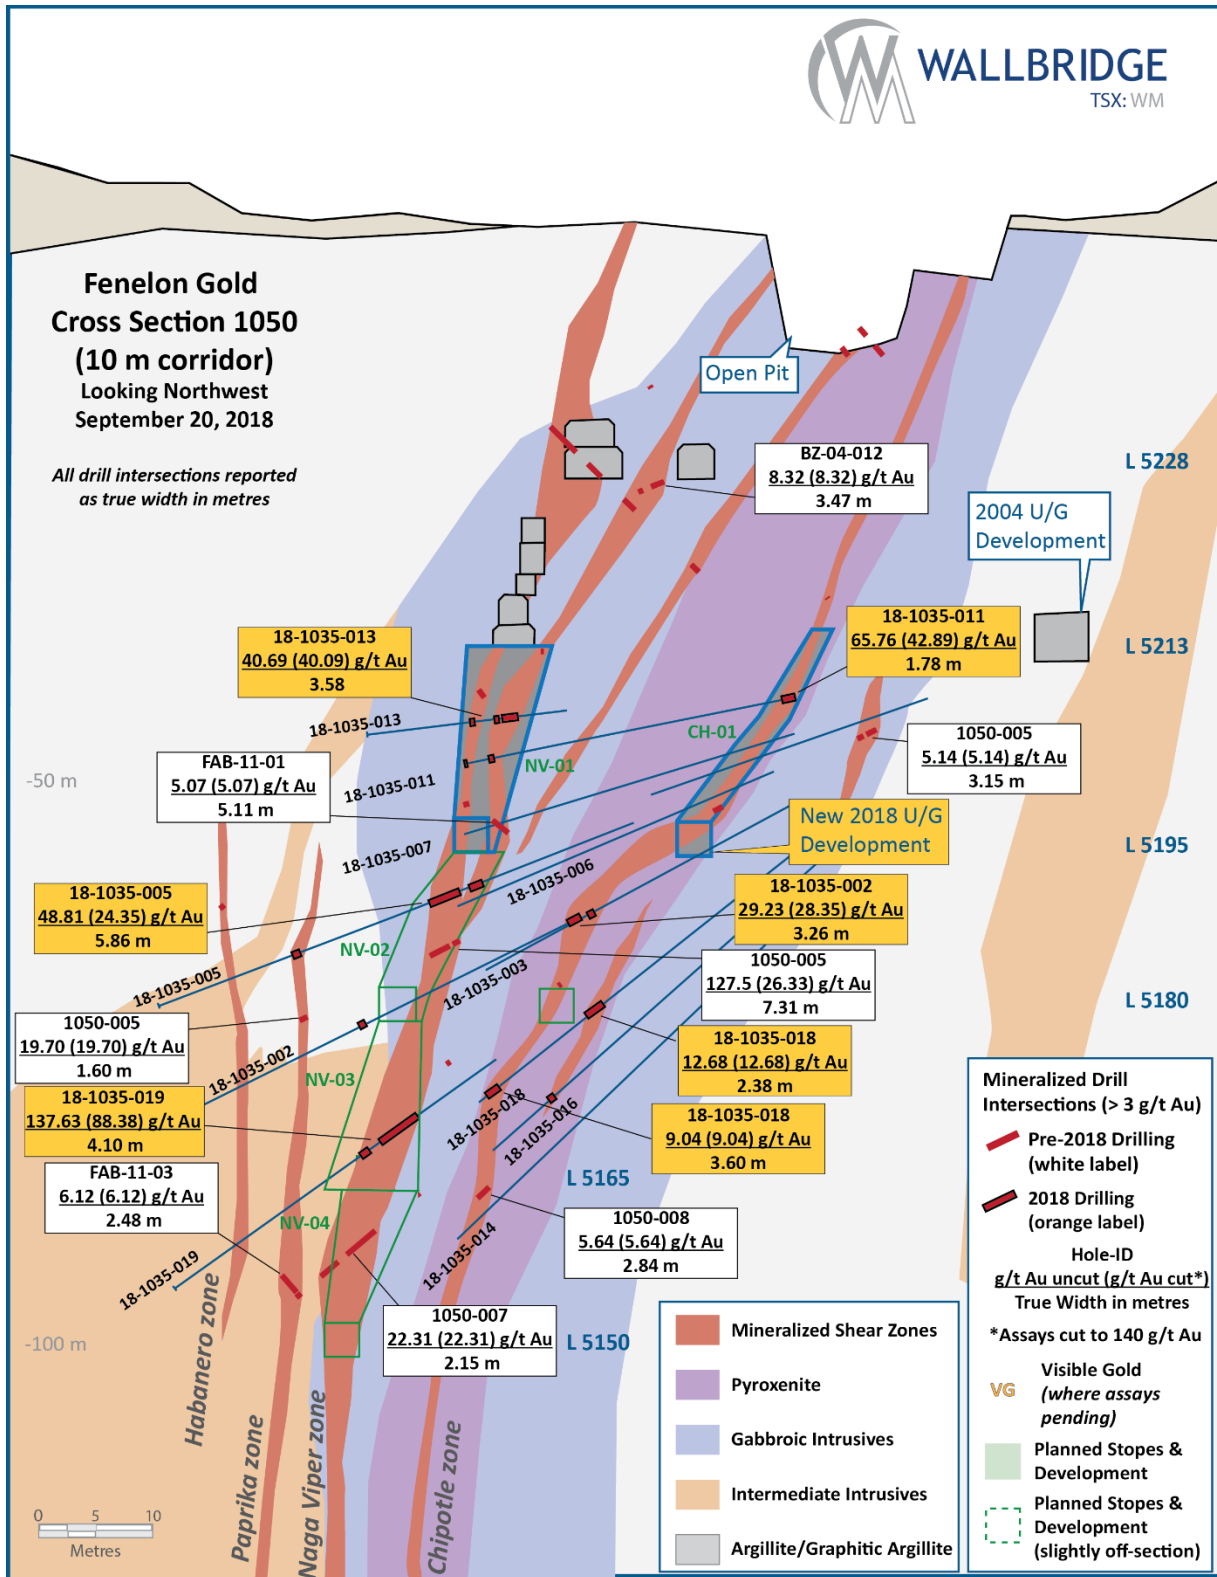 WALLBRIDGE
TSX: WM
Fenelon Gold
Cross Section 1050
(10 m corridor)
Looking Northwest
September 20, 2018
All drill intersections reported
as true width in metres
Open Pit
BZ-04-012
8.32 (8.32) g/t Au
3.47 m
L 5228
2004 U/G
Development
18-1035-013
40.69 (40.09) g/t Au
3.58
18-1035-011
65.76 (42.89) g/t Au
1.78 m
L 5213
18-1035-013
CH-01
NV-01
FAB-11-01
5.07 (5.07) g/t Au
5.11 m
1050-005
5.14 (5.14) g/t Au
3.15 m
-50 m
18-1035-011
New 2018 U/G
Development
L 5195
18-1035-007
18-1035-006
18-1035-005
48.81 (24.35) g/t Au
5.86 m
18-1035-002
29.23 (28.35) g/t Au
3.26 m
NV-02
1050-005
127.5 (26.33) g/t Au
7.31 m
18-1035-005
18-1035-003
L 5180
1050-005
19.70 (19.70) g/t Au
1.60 m
18-1035-002
18-1035-018
12.68 (12.68) g/t Au
2.38 m
NV-03
18-1035-019
137.63 (88.38) g/t Au
4.10 m
18-1035-018
18-1035-016
18-1035-018
9.04 (9.04) g/t Au
3.60 m
FAB-11-03
6.12 (6.12) g/t Au
2.48 m
L 5165
NV-04
1050-008
5.64 (5.64) g/t Au
2.84 m
18-1035-014
18-1035-019
1050-007
22.31 (22.31) g/t Au
2.15 m
L 5150
-100 m
Habanero zone
Paprika zone
Naga Viper zone
Chipotle zone
0 5 10
Metres
Mineralized Shear Zones
Pyroxenite
Gabbroic Intrusives
Intermediate Intrusives
Argillite/Graphitic Argillite
Mineralized Drill
Intersections (> 3 g/t Au)
Pre-2018 Drilling
(white label)
2018 Drilling
(orange label)
Hole-ID
g/t Au uncut (g/t Au cut*)
True Width in metres
*Assays cut to 140 g/t Au
VG
Visible Gold
(where assays
pending)
Planned Stopes &
Development
Planned Stopes &
Development
(slightly off-section)